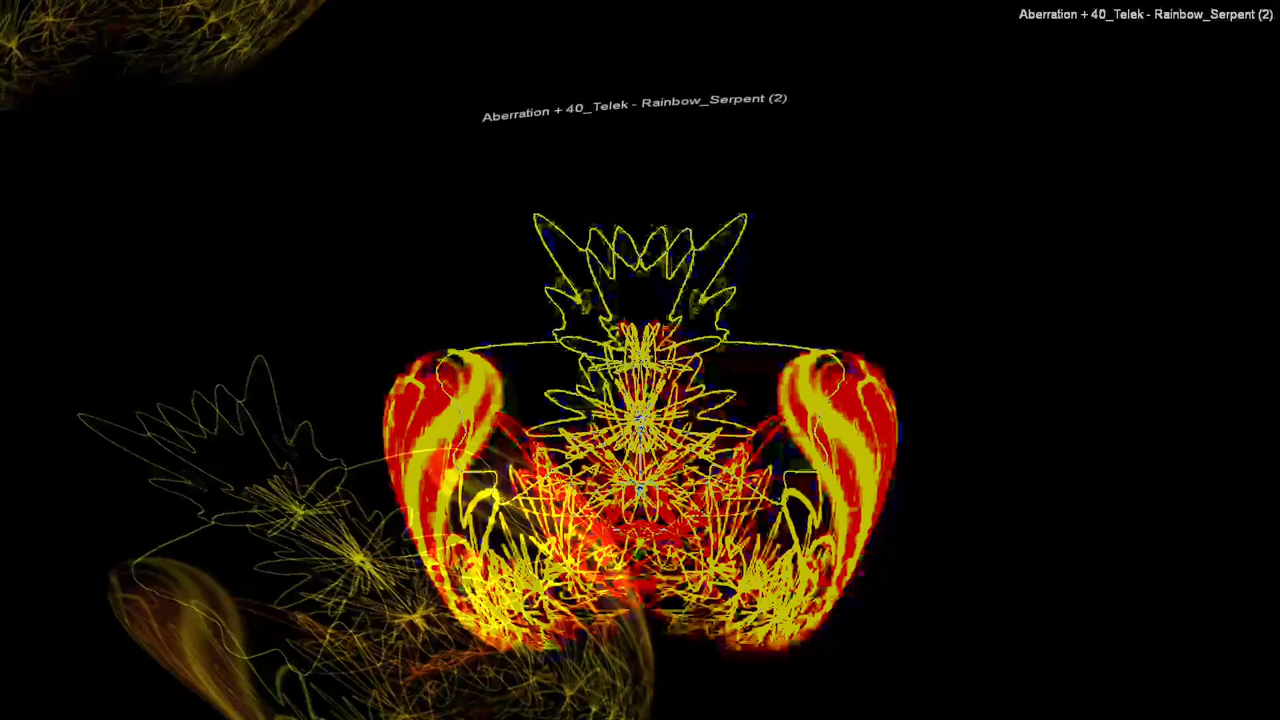 Aberration + 40_Telek - Rainbow_Serpent (2)
Aberration + 40_Telek - Rainbow_Serpent (2)